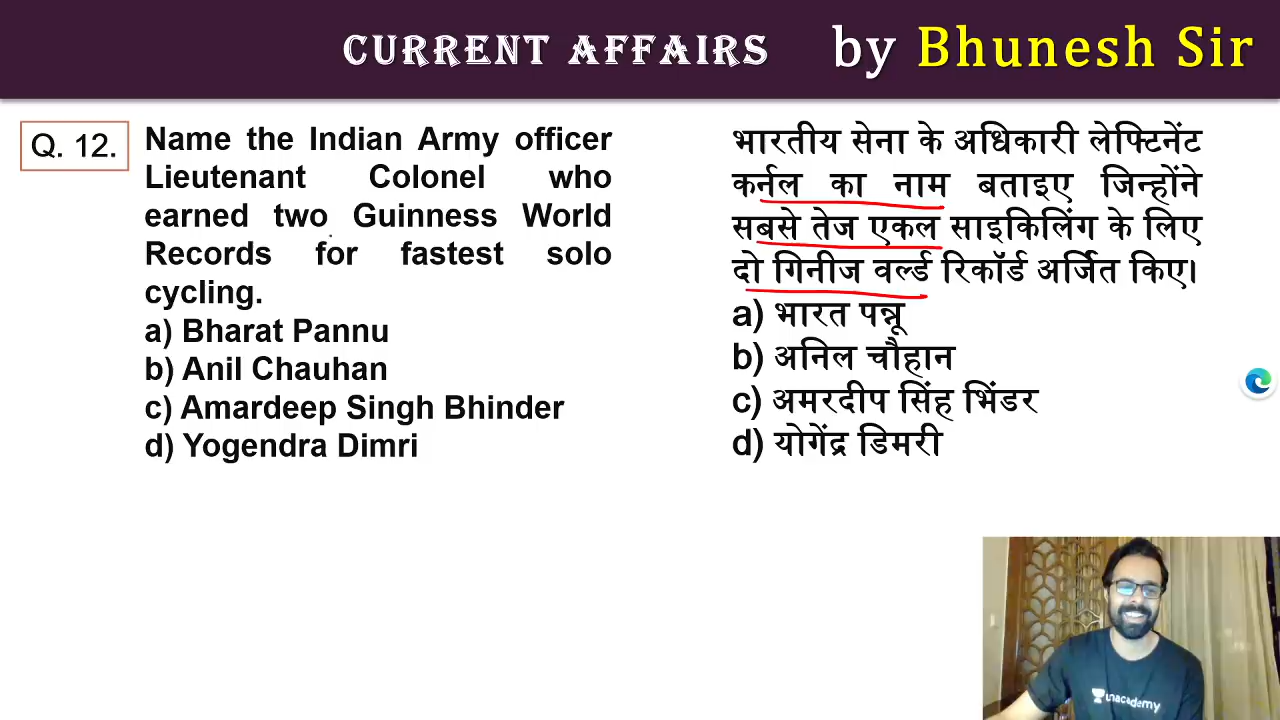 CURRENT AFFAIRS by Bhunesh Sir
Q. 12.
Name the Indian Army officer
Lieutenant Colonel who
earned two Guinness World
Records for fastest solo
cycling.
a) Bharat Pannu
b) Anil Chauhan
c) Amardeep Singh Bhinder
d) Yogendra Dimri
भारतीय सेना के अधिकारी लेफ्टिनेंट
कर्नल का नाम बताइए जिन्होंने
सबसे तेज एकल साइकिलिंग के लिए
दो गिनीज वर्ल्ड रिकॉर्ड अर्जित किए।
a) भारत पन्नू
b) अनिल चौहान
c) अमरदीप सिंह भिंडर
d) योगेंद्र डिमरी
unacademy